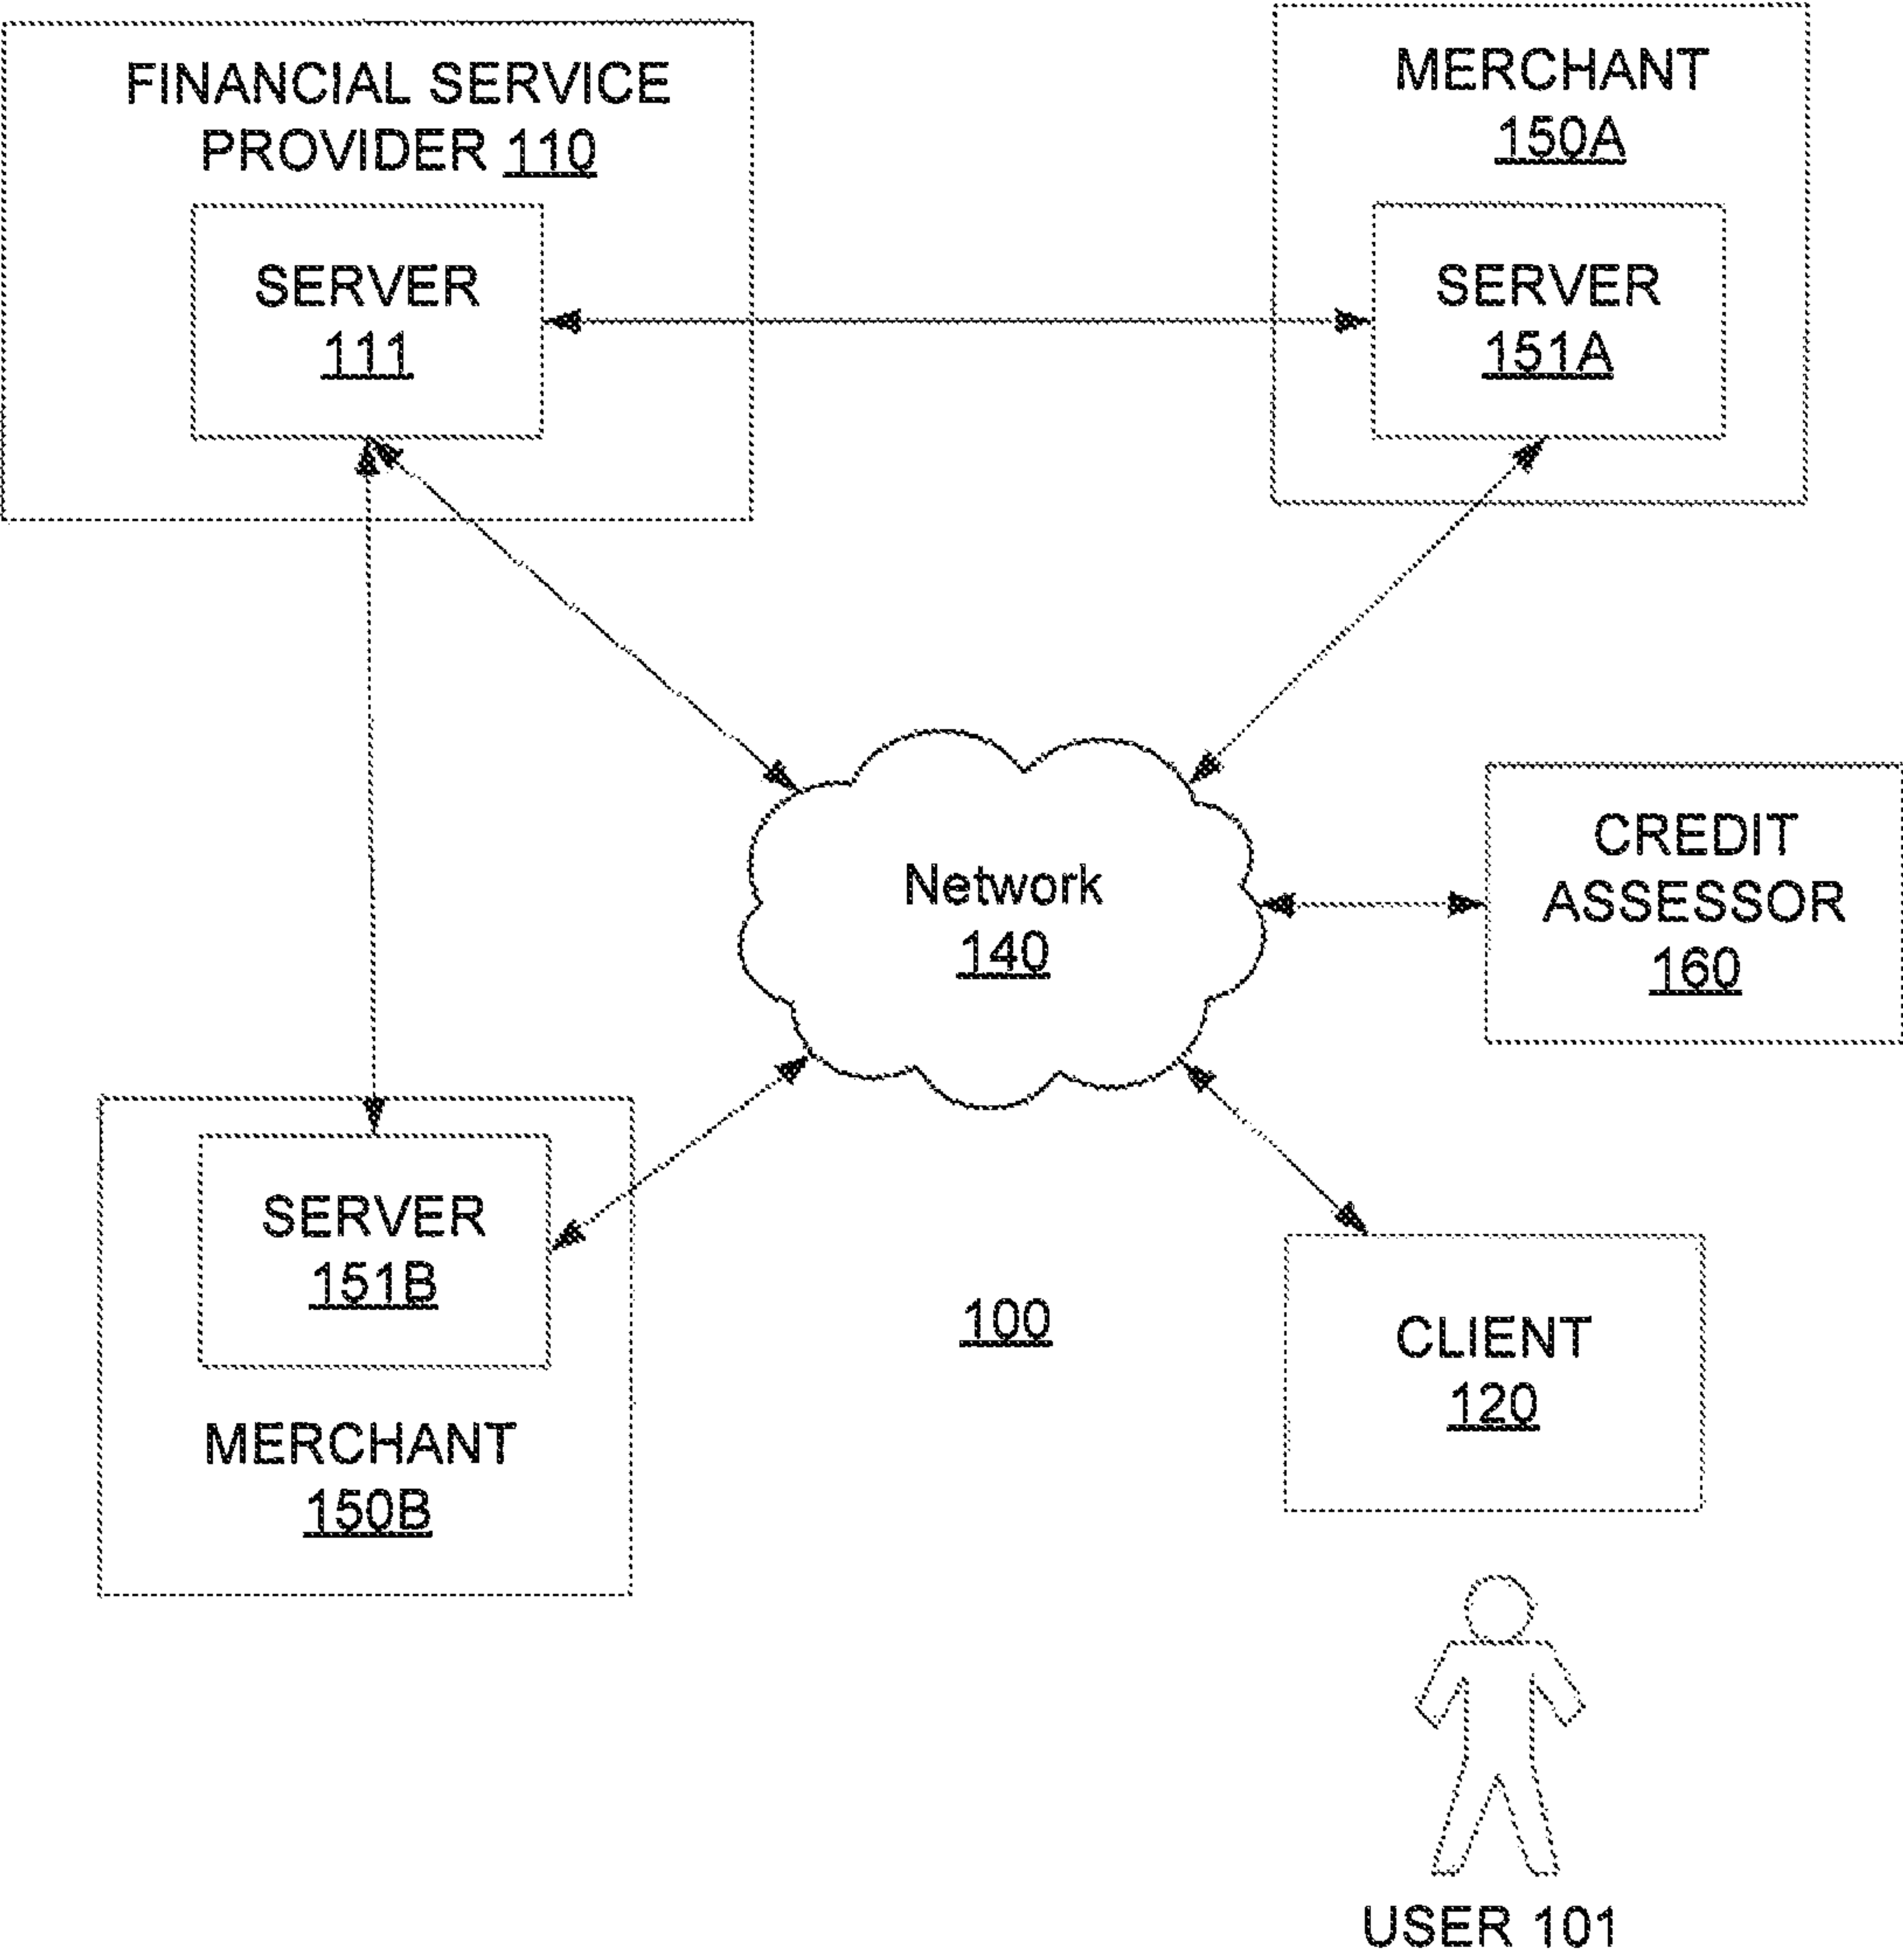 FINANCIAL SERVICE
PROVIDER 110
SERVER
111
MERCHANT
150A
SERVER
151A
Network
140
CREDIT
ASSESSOR
160
SERVER
151B
MERCHANT
150B
100
CLIENT
120
USER 101